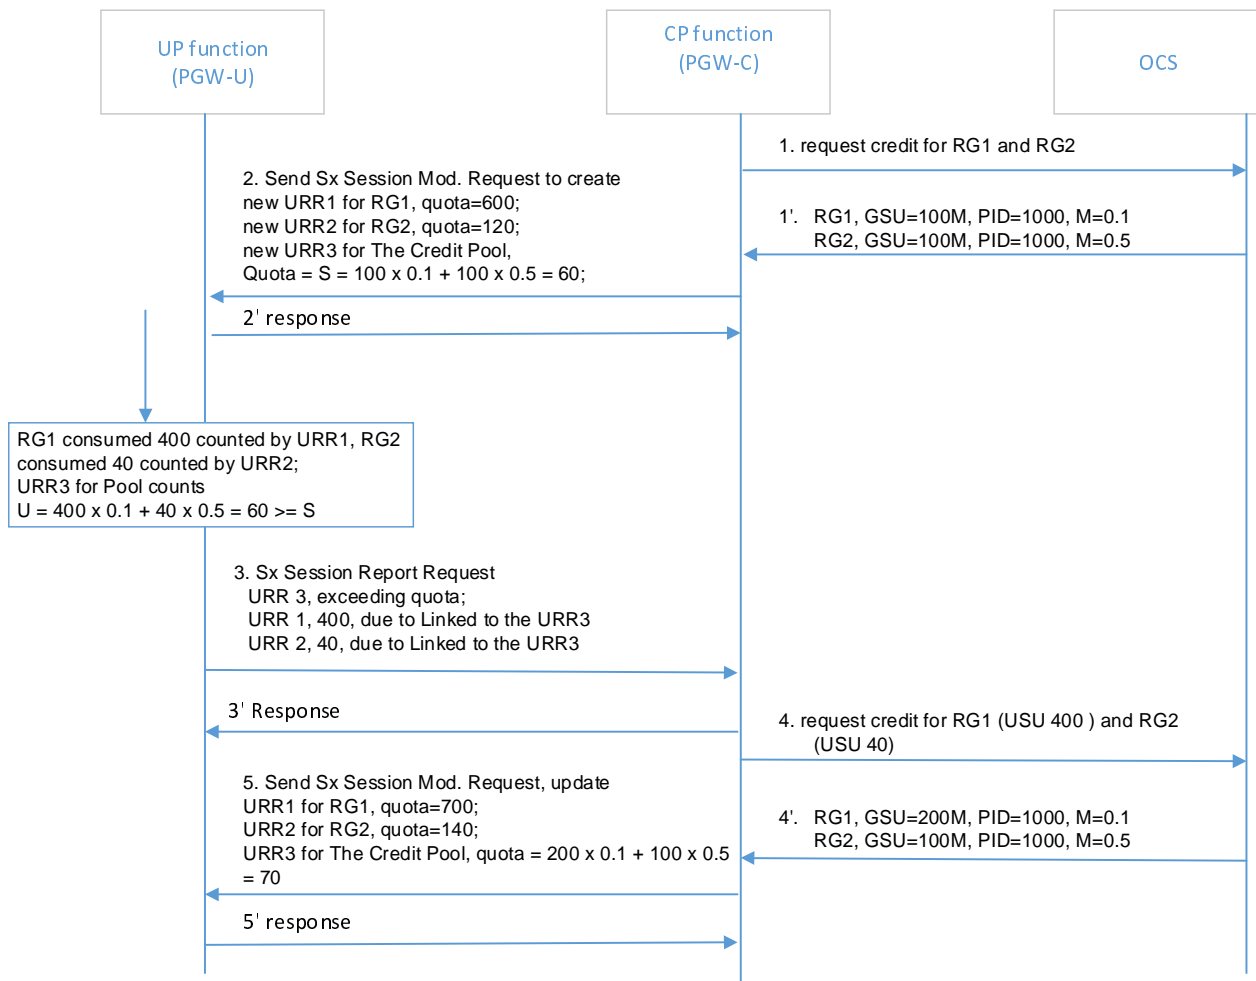 UP function
(PGW-U)
CP function
(PGW-C)
OCS
1. request credit for RG1 and RG2
2. Send Sx Session Mod. Request to create
new URR1 for RG1, quota=600;
new URR2 for RG2, quota=120;
new URR3 for The Credit Pool,
Quota = S = 100 x 0.1 + 100 x 0.5 = 60;
1'. RG1, GSU=100M, PID=1000, M=0.1
RG2, GSU=100M, PID=1000, M=0.5
2' response
RG1 consumed 400 counted by URR1, RG2
consumed 40 counted by URR2;
URR3 for Pool counts
U = 400 x 0.1 + 40 x 0.5 = 60 >= S
3. Sx Session Report Request
URR 3, exceeding quota;
URR 1, 400, due to Linked to the URR3
URR 2, 40, due to Linked to the URR3
3' Response
4. request credit for RG1 (USU 400 ) and RG2
(USU 40)
5. Send Sx Session Mod. Request, update
URR1 for RG1, quota=700;
URR2 for RG2, quota=140;
URR3 for The Credit Pool, quota = 200 x 0.1 + 100 x 0.5
= 70
4'. RG1, GSU=200M, PID=1000, M=0.1
RG2, GSU=100M, PID=1000, M=0.5
5' response